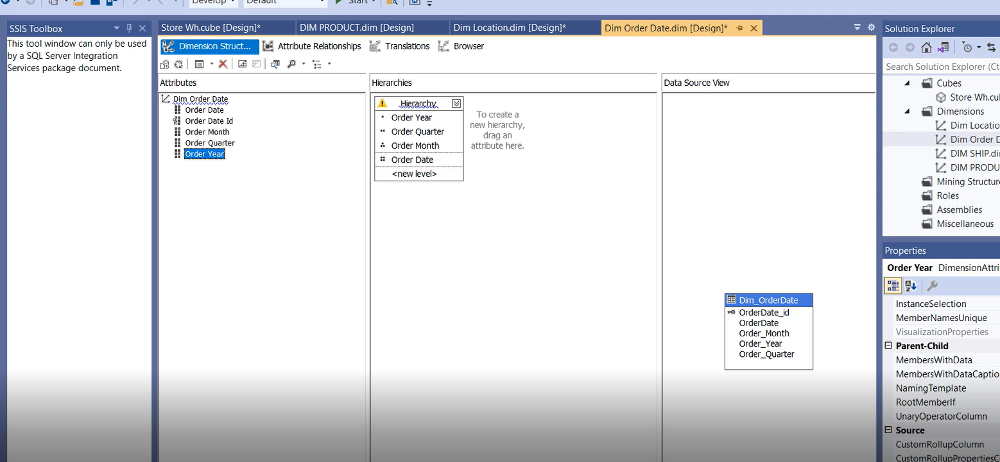 Develop
Default
Start
SSIS Toolbox
This tool window can only be used
by a SQL Server Integration
Services package document.
Store Wh.cube [Design]*
DIM PRODUCT.dim [Design]
Dim Location.dim [Design]*
Dim Order Date.dim [Design]*
Dimension Struct...
Attribute Relationships
Translations
Browser
Attributes
Dim Order Date
Order Date
Order Date Id
Order Month
Order Quarter
Order Year
Hierarchies
Hierarchy
Order Year
Order Quarter
Order Month
Order Date
<new level>
To create a
new hierarchy,
drag an
attribute here.
Data Source View
Dim_OrderDate
OrderDate_id
OrderDate
Order_Month
Order_Year
Order_Quarter
Solution Explorer
Search Solution Explorer (Ct
Cubes
Store Wh.cu
Dimensions
Dim Locatio
Dim Order D
DIM SHIP.di
DIM PRODU
Mining Structure
Roles
Assemblies
Miscellaneous
Properties
Order Year DimensionAttri
InstanceSelection
MemberNamesUnique
VisualizationProperties
Parent-Child
MembersWithData
MembersWithDataCaptio
NamingTemplate
RootMemberIf
UnaryOperatorColumn
Source
CustomRollupColumn
CustomRollupPropertiesC